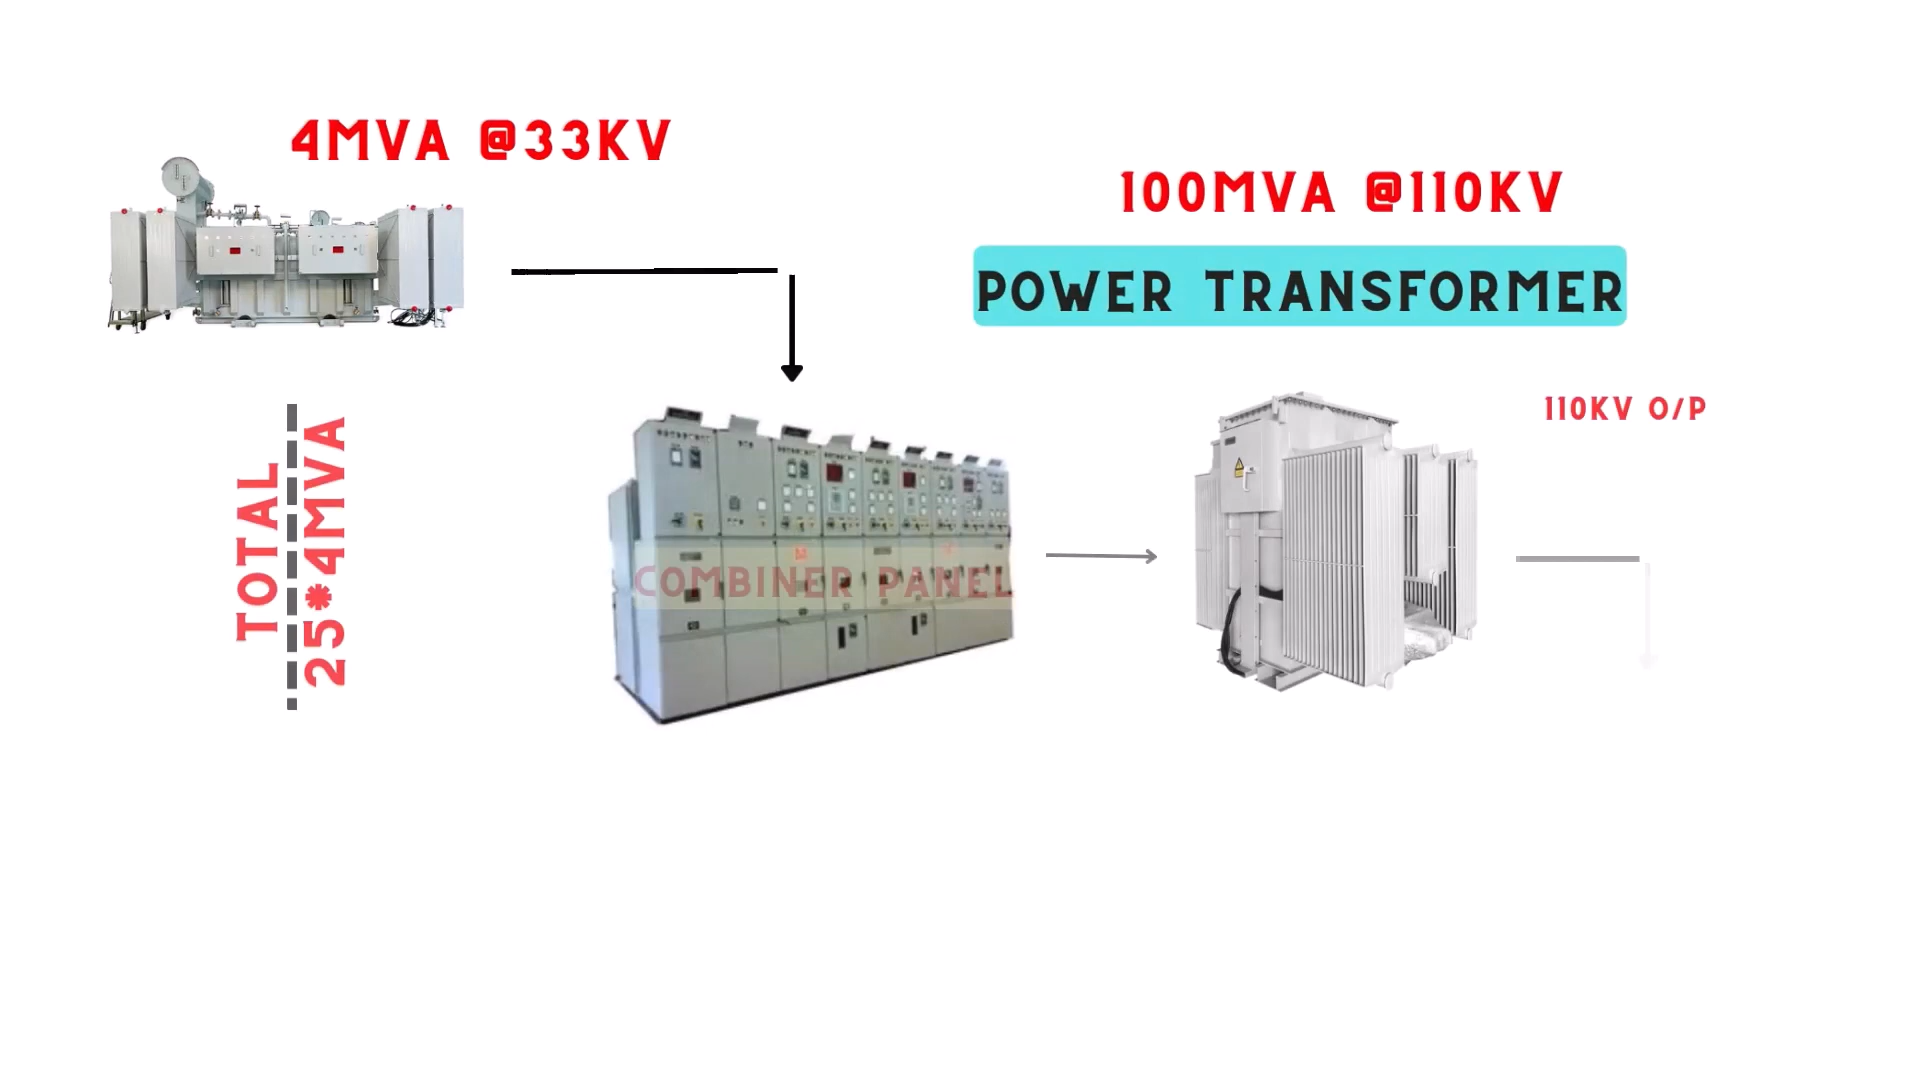 4MVA @33KV
100MVA @110KV
POWER TRANSFORMER
110KV O/P
TOTAL
25*4MVA
COMBINER PANEL